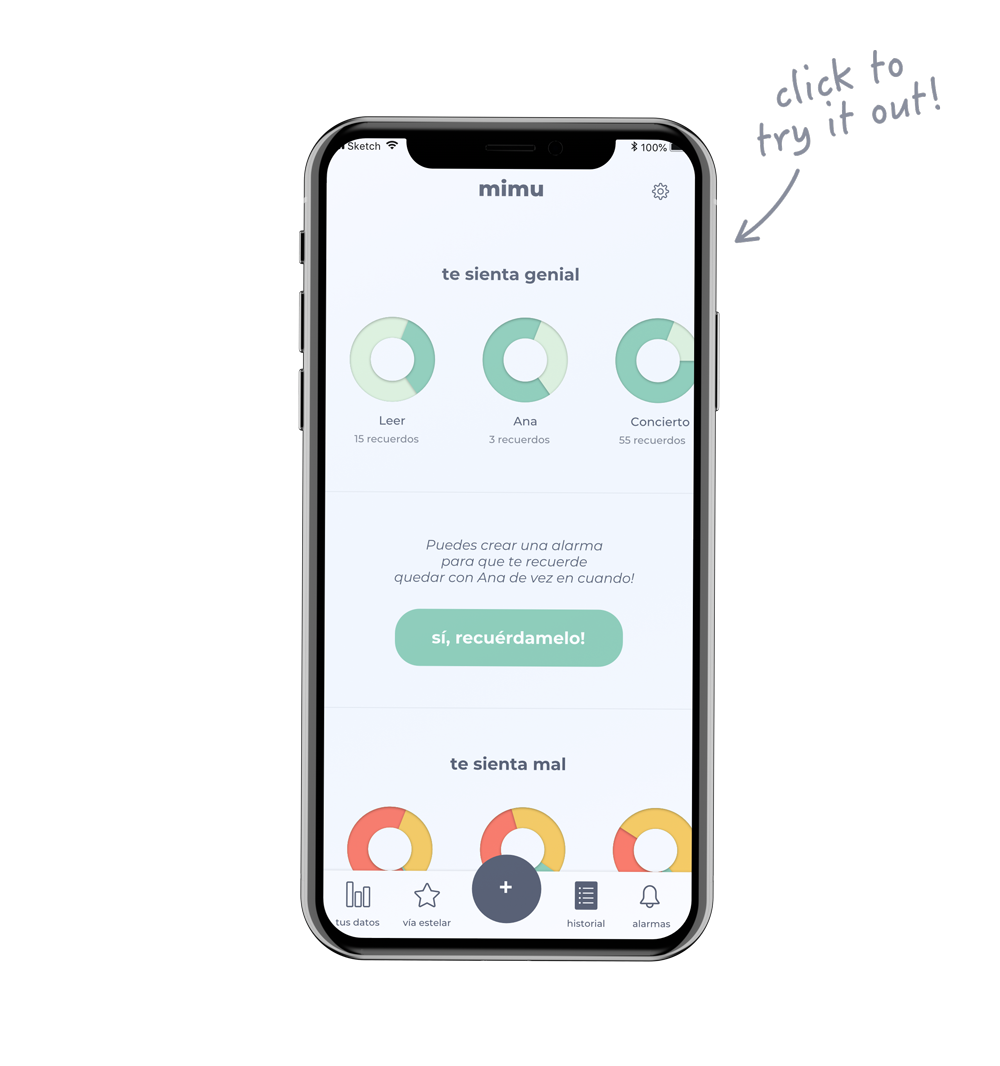 click to
try it out!
Sketch
100%
mimu
te sienta genial
Leer
Ana
Concierto
15 recuerdos
3 recuerdos
55 recuerdos
Puedes crear una alarma
para que te recuerde
quedar con Ana de vez en cuando!
sí, recuérdamelo!
te sienta mal
+
tus datos
vía estelar
historial
alarmas